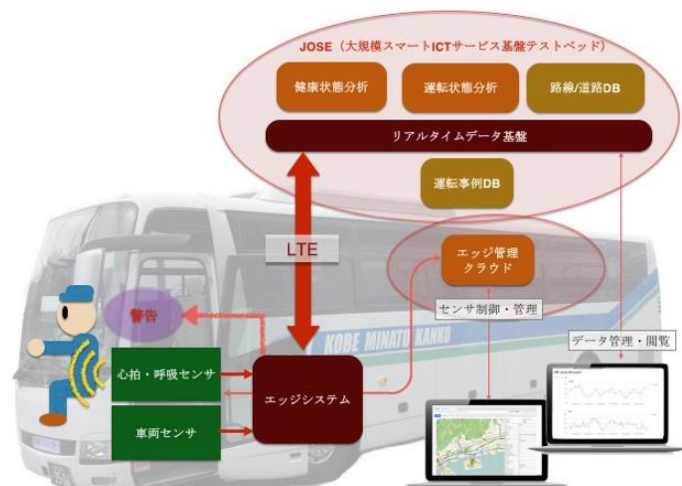 JOSE(大規模スマートICTサービス基盤テストベッド)
健康状態分析
運転状態分析
路線/道路DB
リアルタイムデータ基盤
運転事例DB
LTE
エッジ管理
クラウド
センサ制御・管理
警告
KOBE MINATO KANKO
データ管理・閲覧
心拍・呼吸センサ
エッジシステム
車両センサ